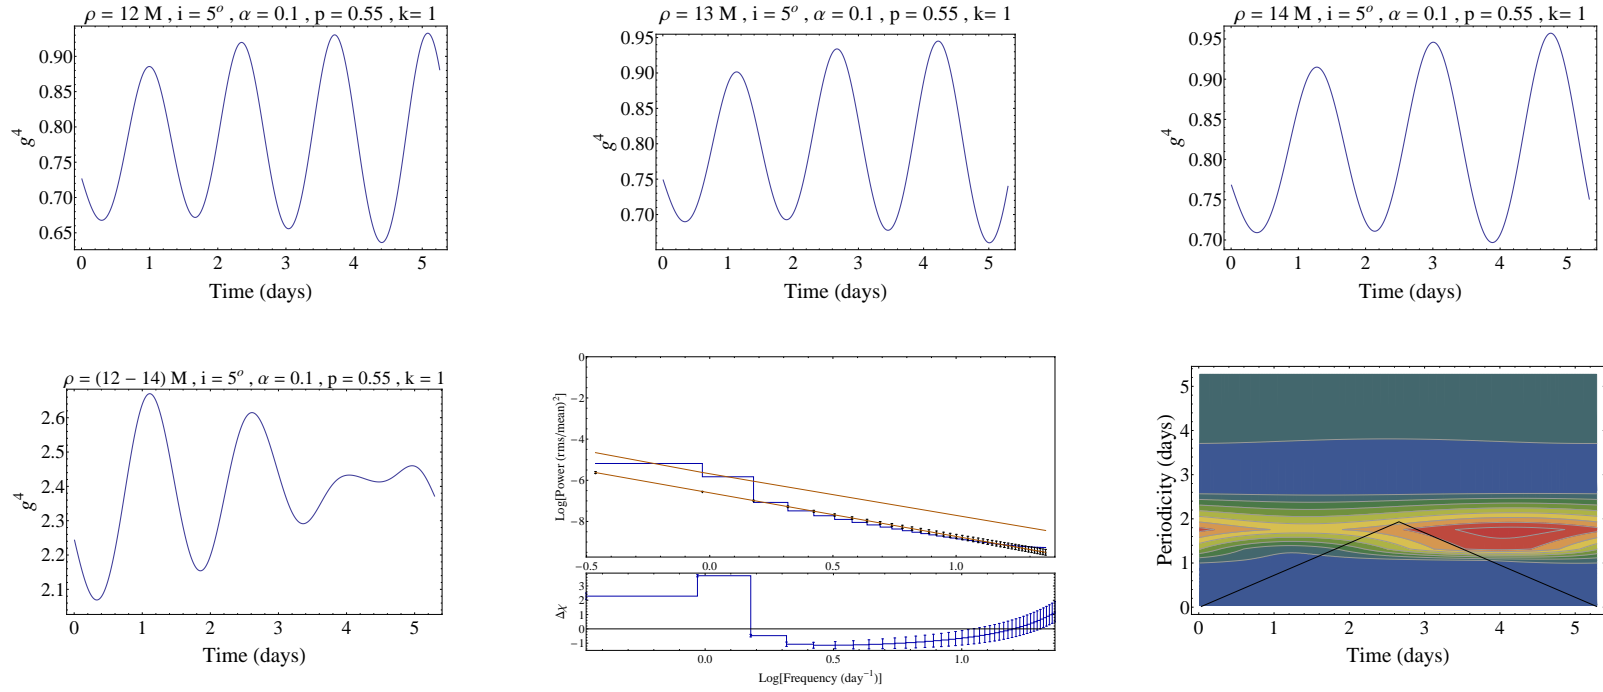 ρ = 12 M , i = 5° , α = 0.1 , p = 0.55 , k = 1
g⁴
0.90
0.85
0.80
0.75
0.70
0.65
0 1 2 3 4 5
Time (days)
ρ = 13 M , i = 5° , α = 0.1 , p = 0.55 , k= 1
g⁴
0.95
0.90
0.85
0.80
0.75
0.70
0 1 2 3 4 5
Time (days)
ρ = 14 M , i = 5° , α = 0.1 , p = 0.55 , k= 1
g⁴
0.95
0.90
0.85
0.80
0.75
0.70
0 1 2 3 4 5
Time (days)
ρ = (12 − 14) M , i = 5° , α = 0.1 , p = 0.55 , k = 1
g⁴
2.6
2.5
2.4
2.3
2.2
2.1
0 1 2 3 4 5
Time (days)
Log[Power (rms/mean)²]
0
−2
−4
−6
−8
−0.5 0.0 0.5 1.0
Δχ
3
2
1
0
−1
0.0 0.5 1.0
Log[Frequency (day⁻¹)]
Periodicity (days)
5
4
3
2
1
0
0 1 2 3 4 5
Time (days)